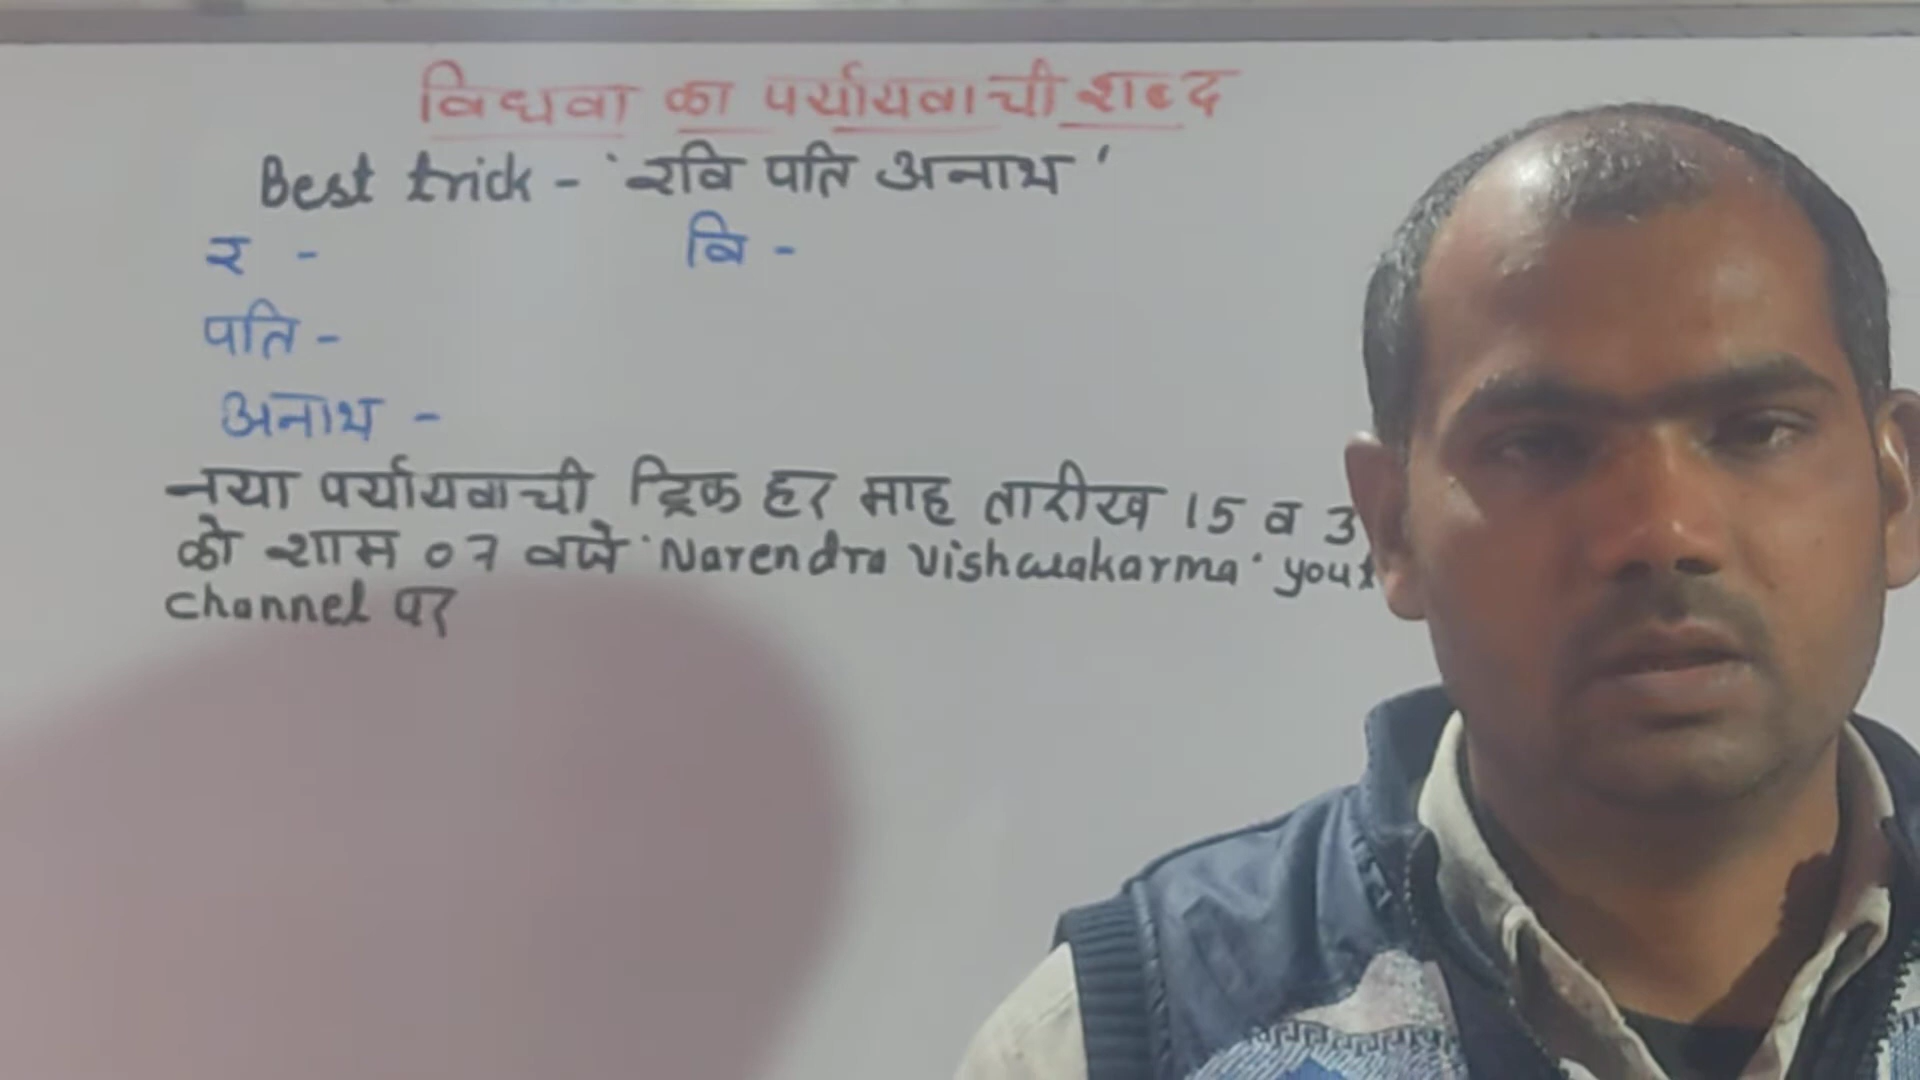 विधवा का पर्यायवाची शब्द
Best trick - 'रवि पति अनाथ'
र - वि -
पति -
अनाथ -
नया पर्यायवाची ट्रिक हर माह तारीख 15 व 3
को शाम 07 बजे 'Narendra Vishwakarma' yout
channel पर